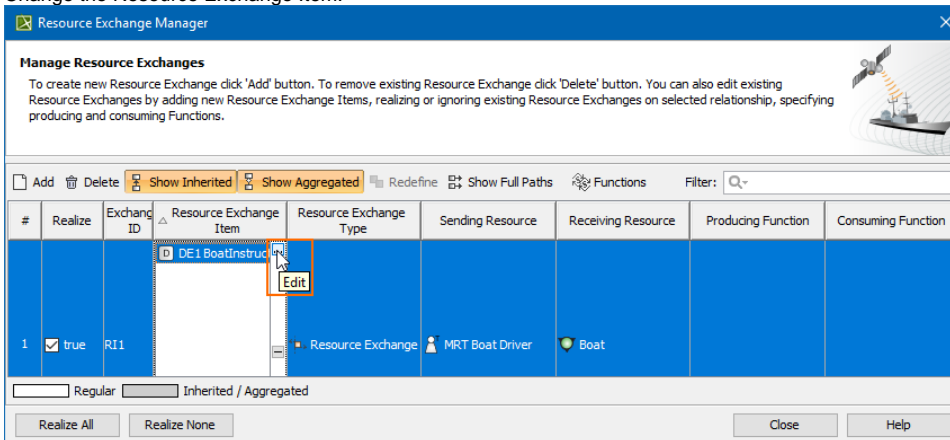 Change the Resource Exchange Item.
Resource Exchange Manager
Manage Resource Exchanges
To create new Resource Exchange click 'Add' button. To remove existing Resource Exchange click 'Delete' button. You can also edit existing
Resource Exchanges by adding new Resource Exchange Items, realizing or ignoring existing Resource Exchanges on selected relationship, specifying
producing and consuming Functions.
Add Delete Show Inherited Show Aggregated Redefine Show Full Paths Functions Filter:
# Realize Exchang ID Resource Exchange Item Resource Exchange Type Sending Resource Receiving Resource Producing Function Consuming Function
D DE1 BoatInstruc
Edit
1 true RI1 Resource Exchange MRT Boat Driver Boat
Regular Inherited / Aggregated
Realize All Realize None Close Help